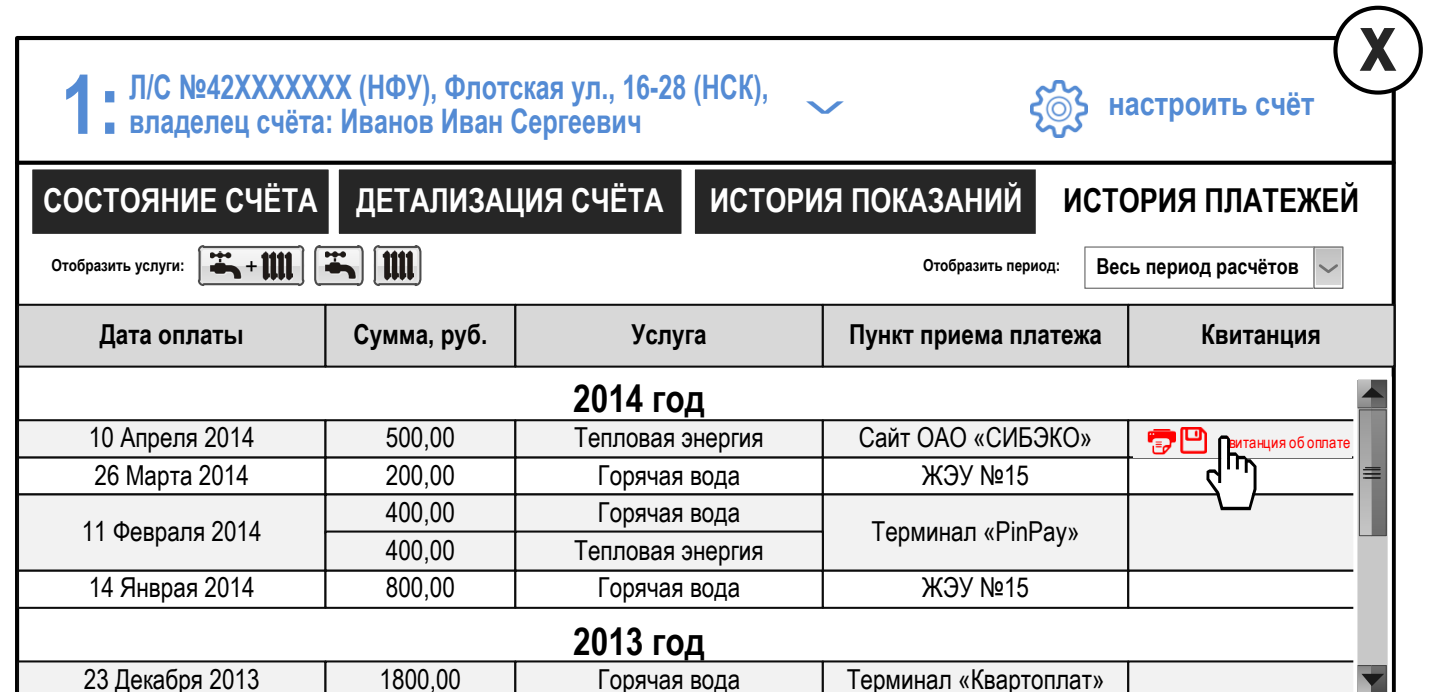 X
1: Л/С №42XXXXXXX (НФУ), Флотская ул., 16-28 (НСК),
владелец счёта: Иванов Иван Сергеевич
настроить счёт
СОСТОЯНИЕ СЧЁТА ДЕТАЛИЗАЦИЯ СЧЁТА ИСТОРИЯ ПОКАЗАНИЙ ИСТОРИЯ ПЛАТЕЖЕЙ
Отобразить услуги: + Отобразить период: Весь период расчётов
Дата оплаты Сумма, руб. Услуга Пункт приема платежа Квитанция
2014 год
10 Апреля 2014 500,00 Тепловая энергия Сайт ОАО «СИБЭКО» витанция об оплате
26 Марта 2014 200,00 Горячая вода ЖЭУ №15
11 Февраля 2014 400,00 Горячая вода Терминал «PinPay»
400,00 Тепловая энергия
14 Янврая 2014 800,00 Горячая вода ЖЭУ №15
2013 год
23 Декабря 2013 1800,00 Горячая вода Терминал «Квартоплат»